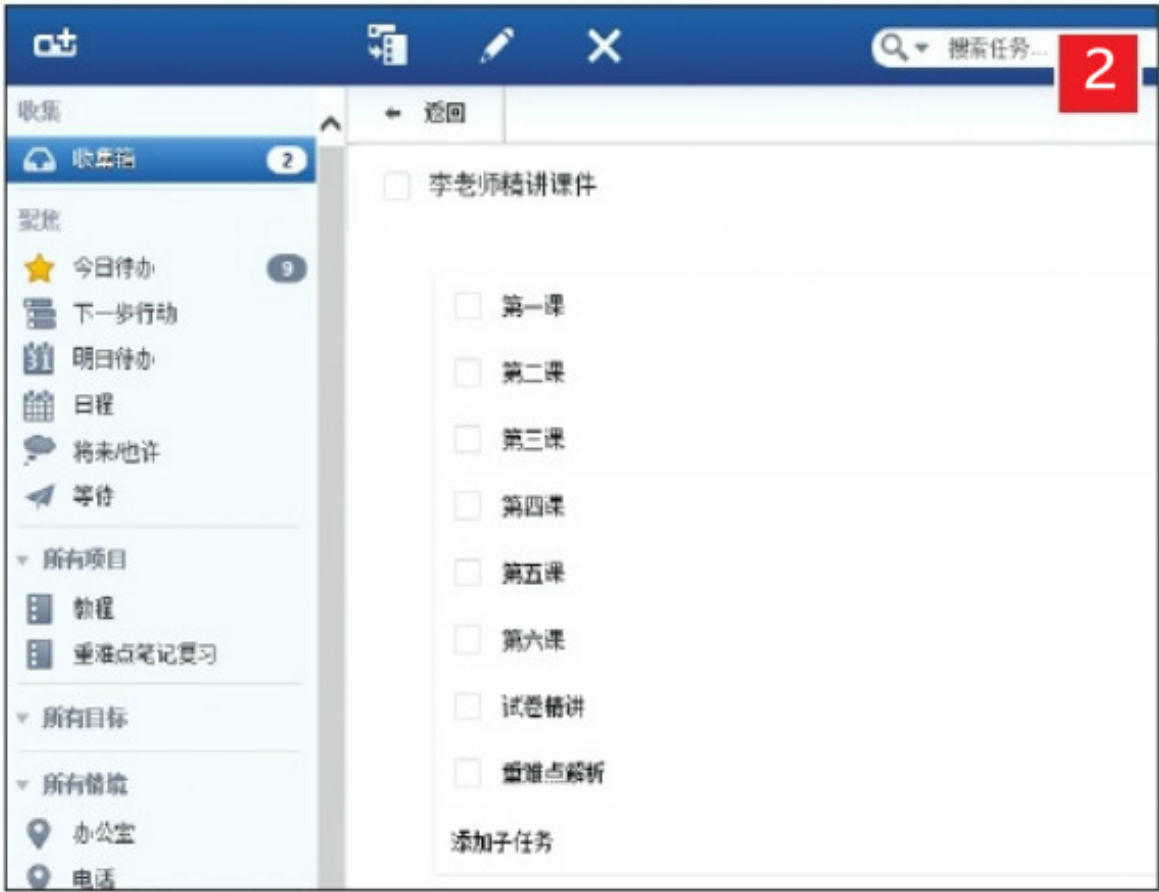 搜索任务...
2
收集
收集箱 2
聚焦
今日待办 9
下一步行动
31 明日待办
日程
将来/也许
等待
所有项目
教程
重难点笔记复习
所有目标
所有情境
办公室
电话
返回
李老师精讲课件
第一课
第二课
第三课
第四课
第五课
第六课
试卷精讲
重难点解析
添加子任务